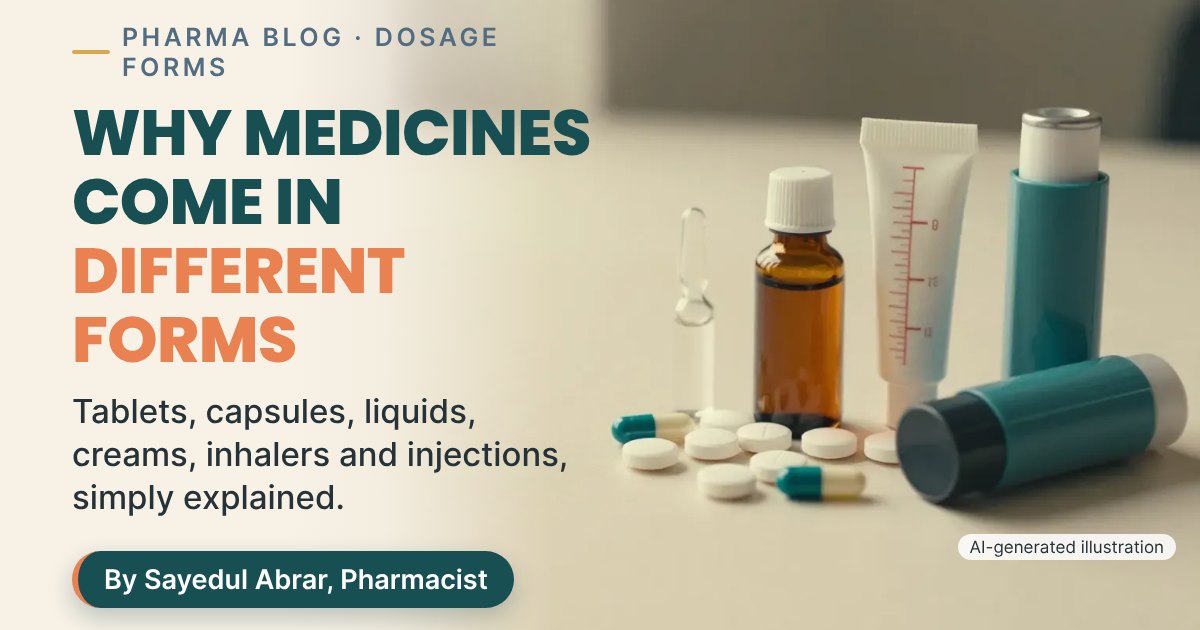 PHARMA BLOG · DOSAGE
FORMS
WHY MEDICINES
COME IN
DIFFERENT
FORMS
Tablets, capsules, liquids,
creams, inhalers and injections,
simply explained.
By Sayedul Abrar, Pharmacist
AI-generated illustration